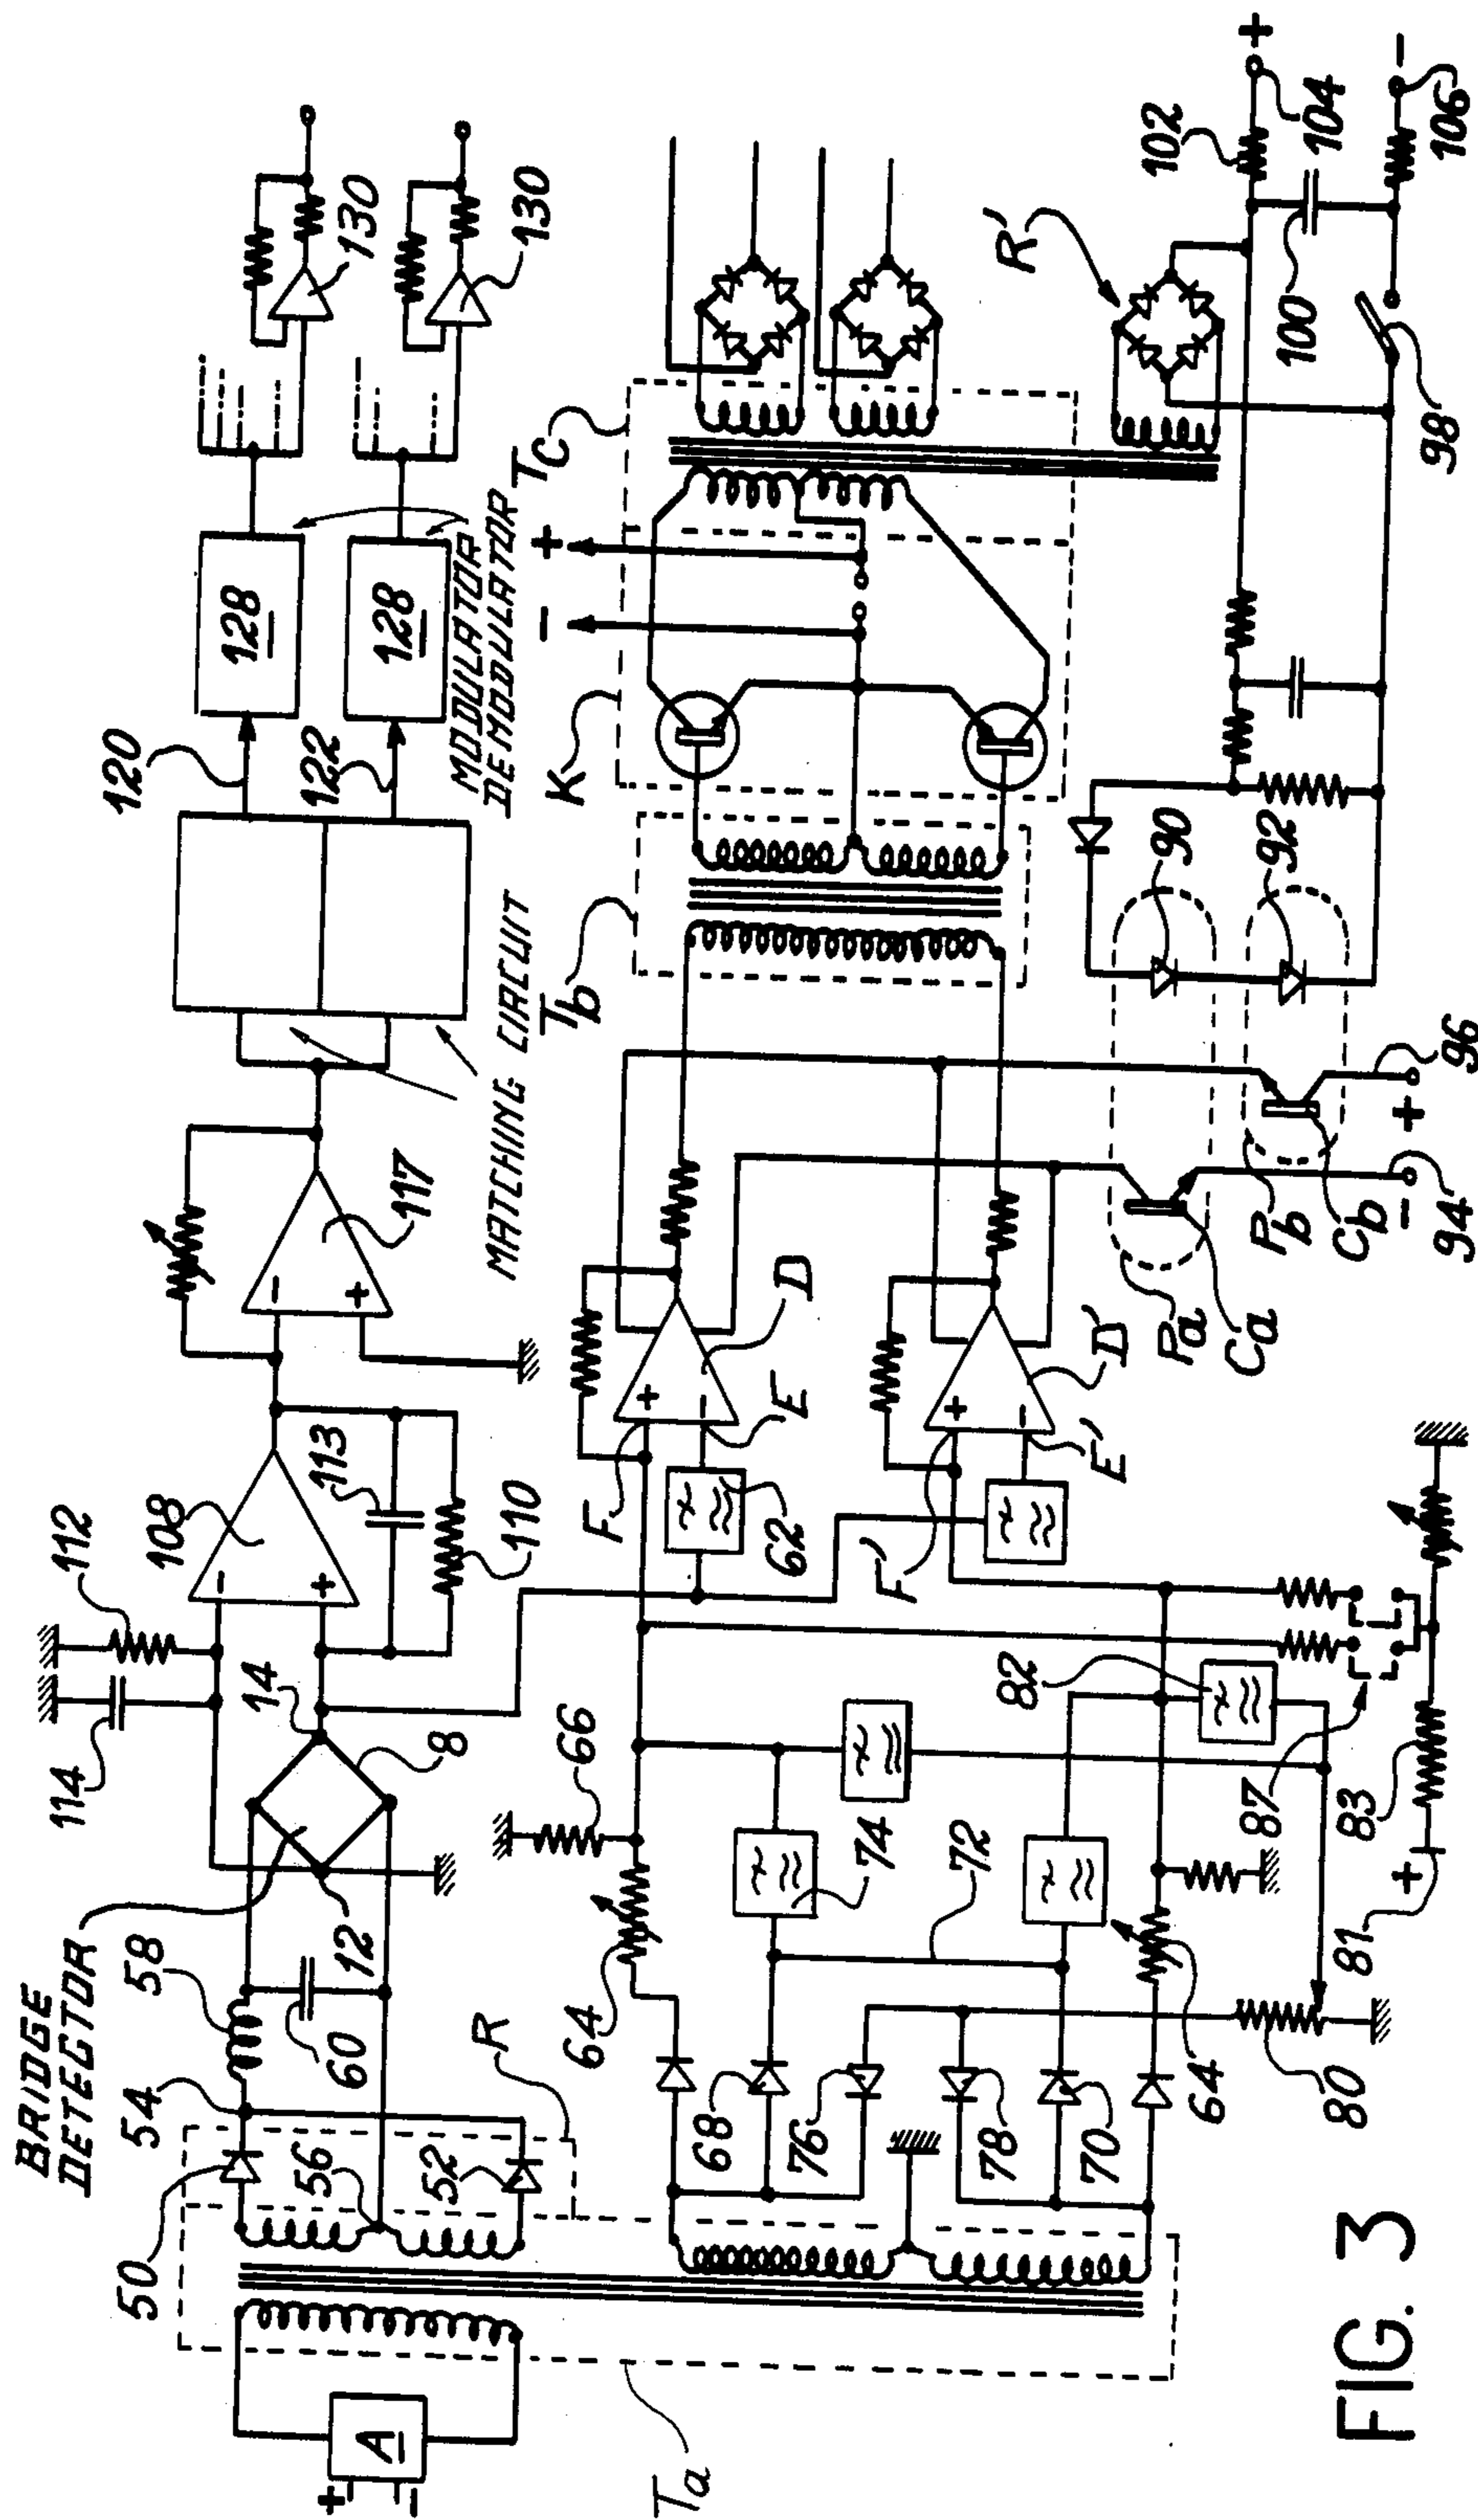 BRIDGE
DETECTOR
114
112
108
14
113
8
110
12
58
54
60
50
56
52
R
A
+
-
Ta
-
+
117
-
+
MATCHING CIRCUIT
120
122
128
128
MODULATOR
DEMODULATOR
130
130
64
66
68
76
78
70
64
74
72
82
87
83
81
+
80
F
62
E
D
+
-
F'
E'
D'
+
-
Tb
K
-
+
Tc
R'
Pa
Ca
Pb
Cb
94
-
+
96
90
92
98
100
102
104
106
+
-
FIG. 3